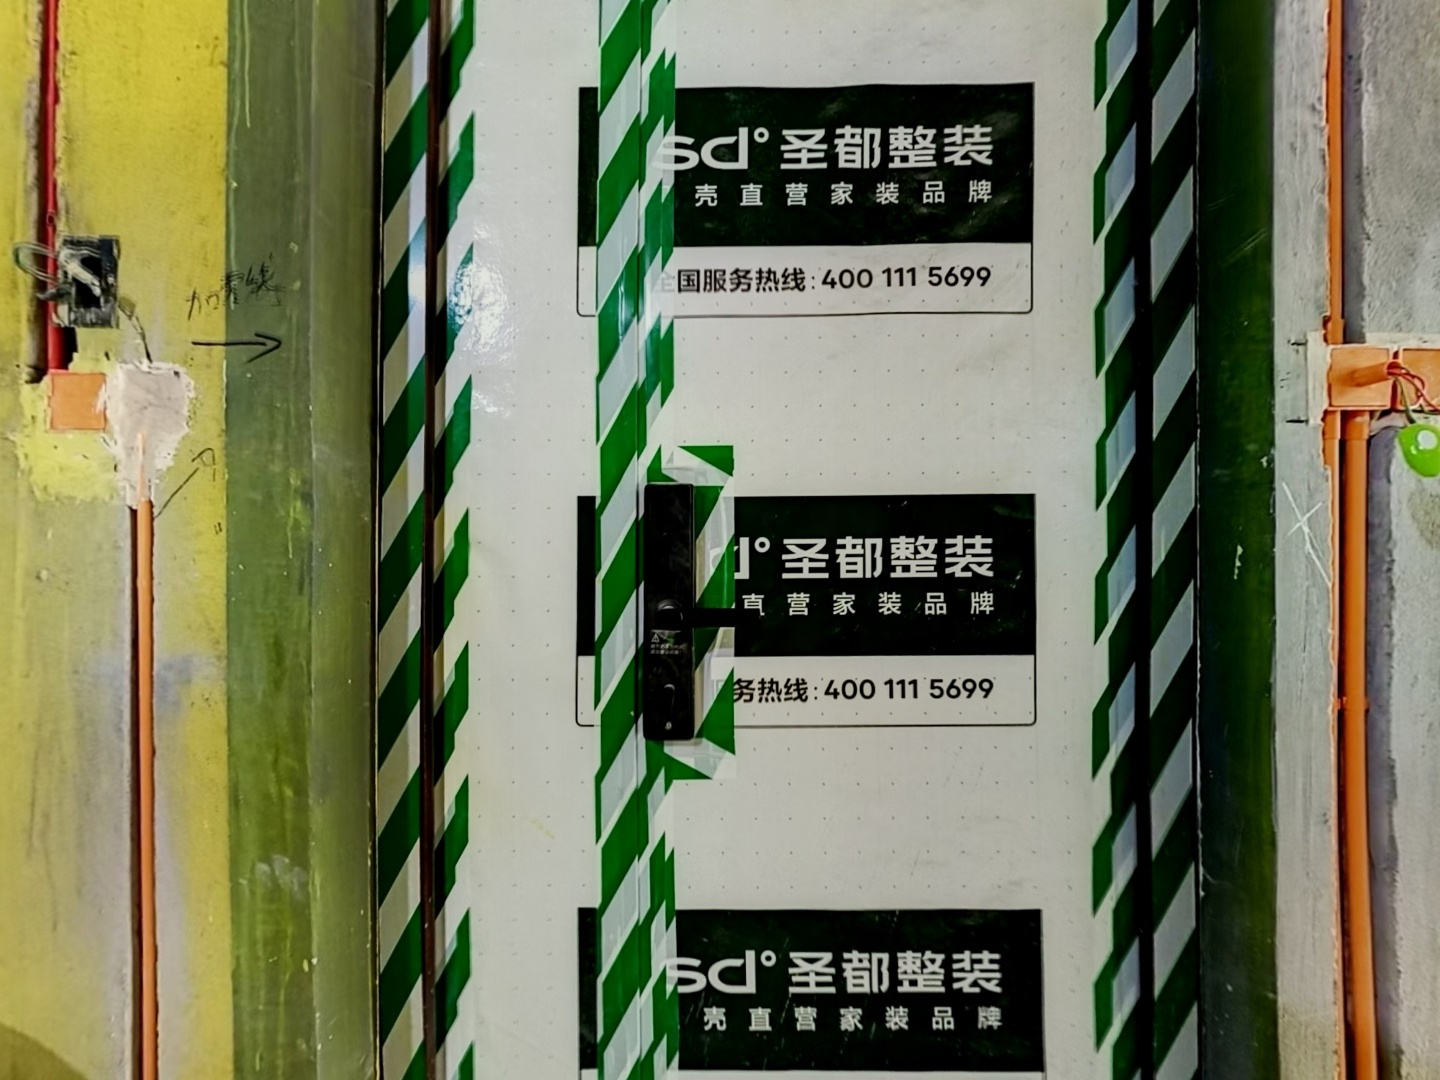 sd° 圣都整装
壳直营家装品牌
全国服务热线:400 111 5699
加零线
d° 圣都整装
直营家装品牌
务热线:400 111 5699
sd° 圣都整装
壳直营家装品牌